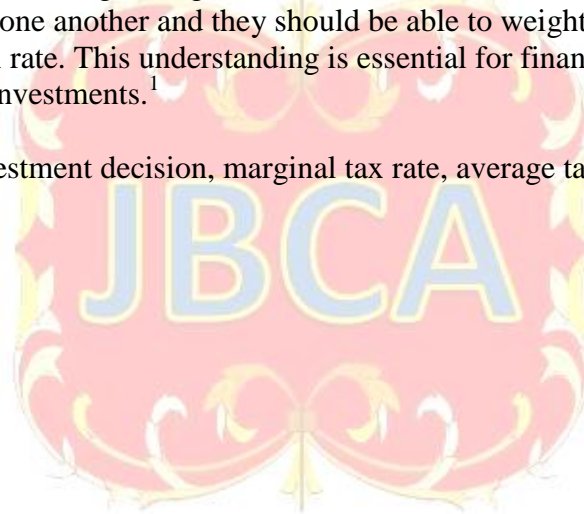 one another and they should be able to weight
rate. This understanding is essential for finan
nvestments.¹
estment decision, marginal tax rate, average ta
JBCA